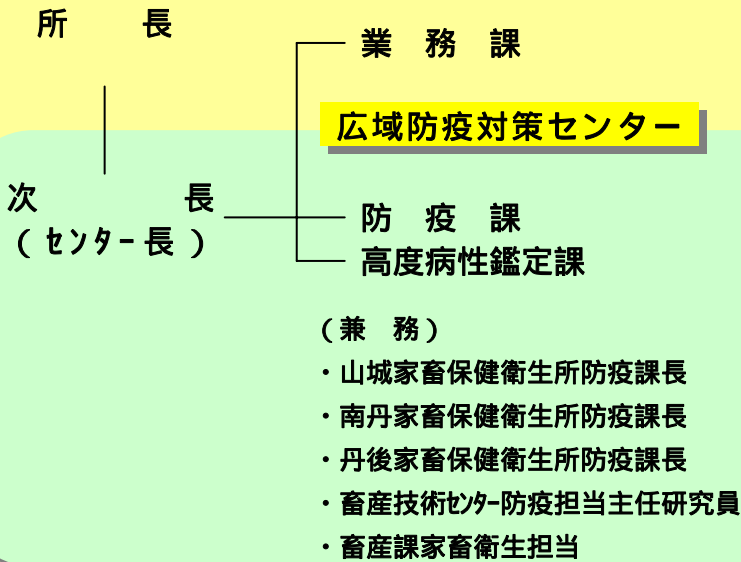 所　長
業　務　課
広域防疫対策センター
次　　長
（ｾﾝﾀｰ長）
防　疫　課
高度病性鑑定課
（兼　務）
・山城家畜保健衛生所防疫課長
・南丹家畜保健衛生所防疫課長
・丹後家畜保健衛生所防疫課長
・畜産技術ｾﾝﾀｰ防疫担当主任研究員
・畜産課家畜衛生担当